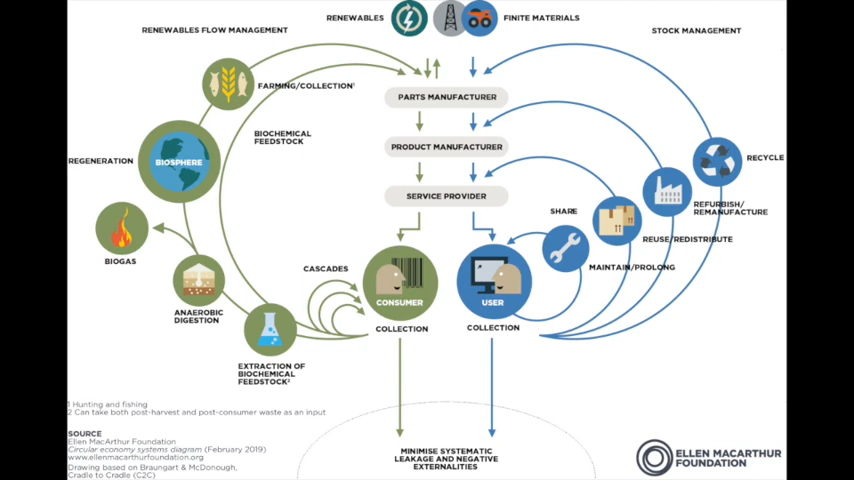 RENEWABLES
FINITE MATERIALS
RENEWABLES FLOW MANAGEMENT
STOCK MANAGEMENT
FARMING/COLLECTION¹
PARTS MANUFACTURER
BIOCHEMICAL
FEEDSTOCK
PRODUCT MANUFACTURER
REGENERATION
BIOSPHERE
RECYCLE
SERVICE PROVIDER
REFURBISH/
REMANUFACTURE
SHARE
REUSE/REDISTRIBUTE
BIOGAS
CASCADES
MAINTAIN/PROLONG
CONSUMER
USER
ANAEROBIC
DIGESTION
COLLECTION
COLLECTION
EXTRACTION OF
BIOCHEMICAL
FEEDSTOCK²
1 Hunting and fishing
2 Can take both post-harvest and post-consumer waste as an input
SOURCE
Ellen MacArthur Foundation
Circular economy systems diagram (February 2019)
www.ellenmacarthurfoundation.org
Drawing based on Braungart & McDonough,
Cradle to Cradle (C2C)
MINIMISE SYSTEMATIC
LEAKAGE AND NEGATIVE
EXTERNALITIES
ELLEN MACARTHUR
FOUNDATION